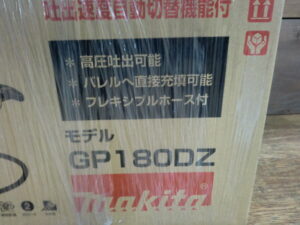 吐出速度自動切替機能付
* 高圧吐出可能
* バレルへ直接充填可能
* フレキシブルホース付
モデル
GP180DZ
makita